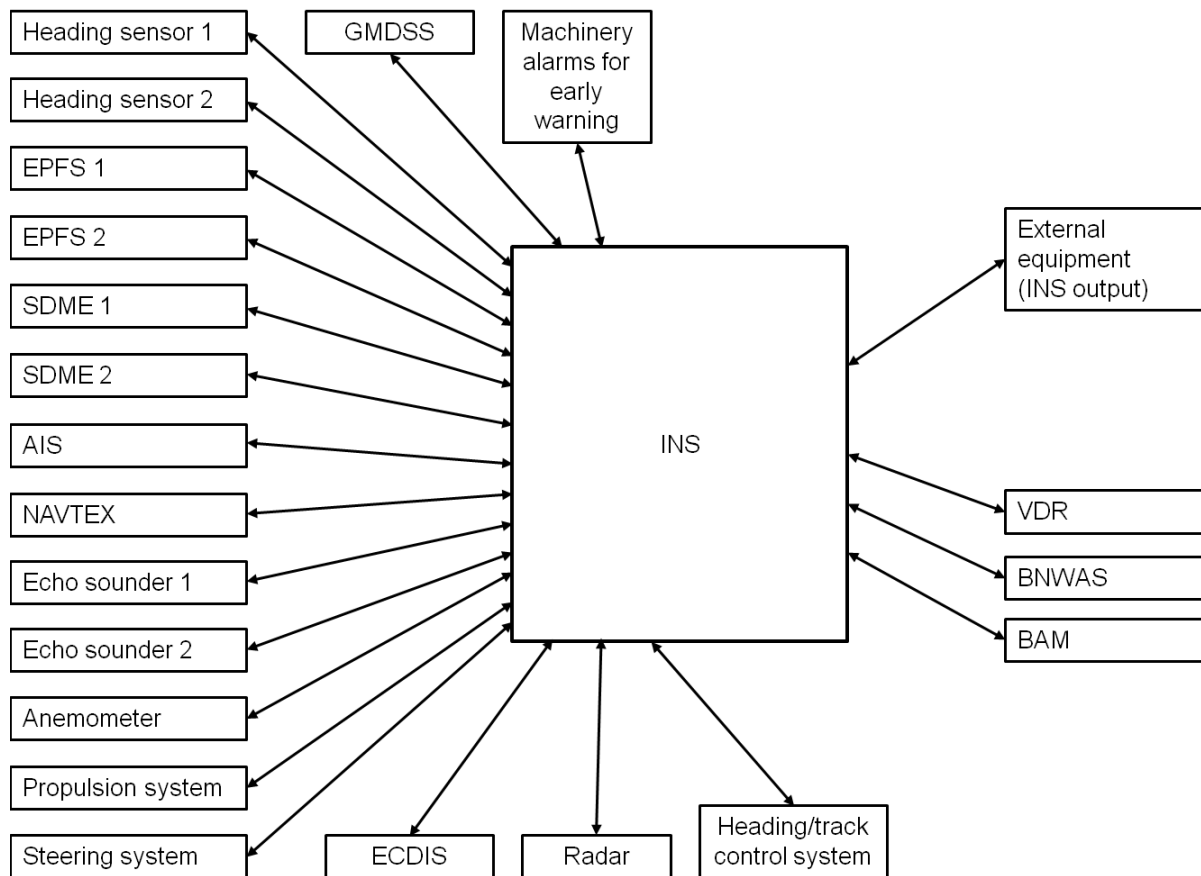 Heading sensor 1
GMDSS
Machinery
alarms for
early
warning
Heading sensor 2
EPFS 1
EPFS 2
External
equipment
(INS output)
SDME 1
SDME 2
AIS
INS
NAVTEX
VDR
Echo sounder 1
BNWAS
Echo sounder 2
BAM
Anemometer
Propulsion system
Steering system
ECDIS
Radar
Heading/track
control system